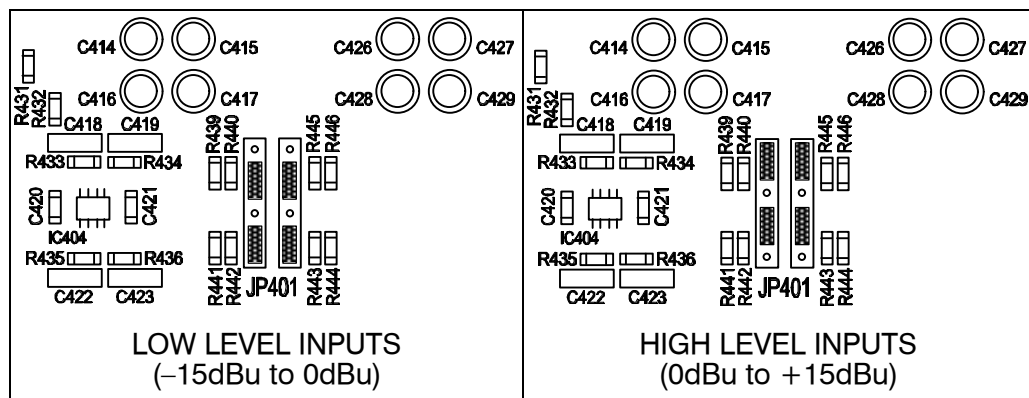 C414 C415 C426 C427
C416 C417 C428 C429
R431 R432
C418 C419
R439 R440 R445 R446
R433 R434
C420 C421
IC404
R435 R436
R441 R442 R443 R444
C422 C423
JP401
LOW LEVEL INPUTS
(−15dBu to 0dBu)
C414 C415 C426 C427
C416 C417 C428 C429
R431 R432
C418 C419
R439 R440 R445 R446
R433 R434
C420 C421
IC404
R435 R436
R441 R442 R443 R444
C422 C423
JP401
HIGH LEVEL INPUTS
(0dBu to +15dBu)